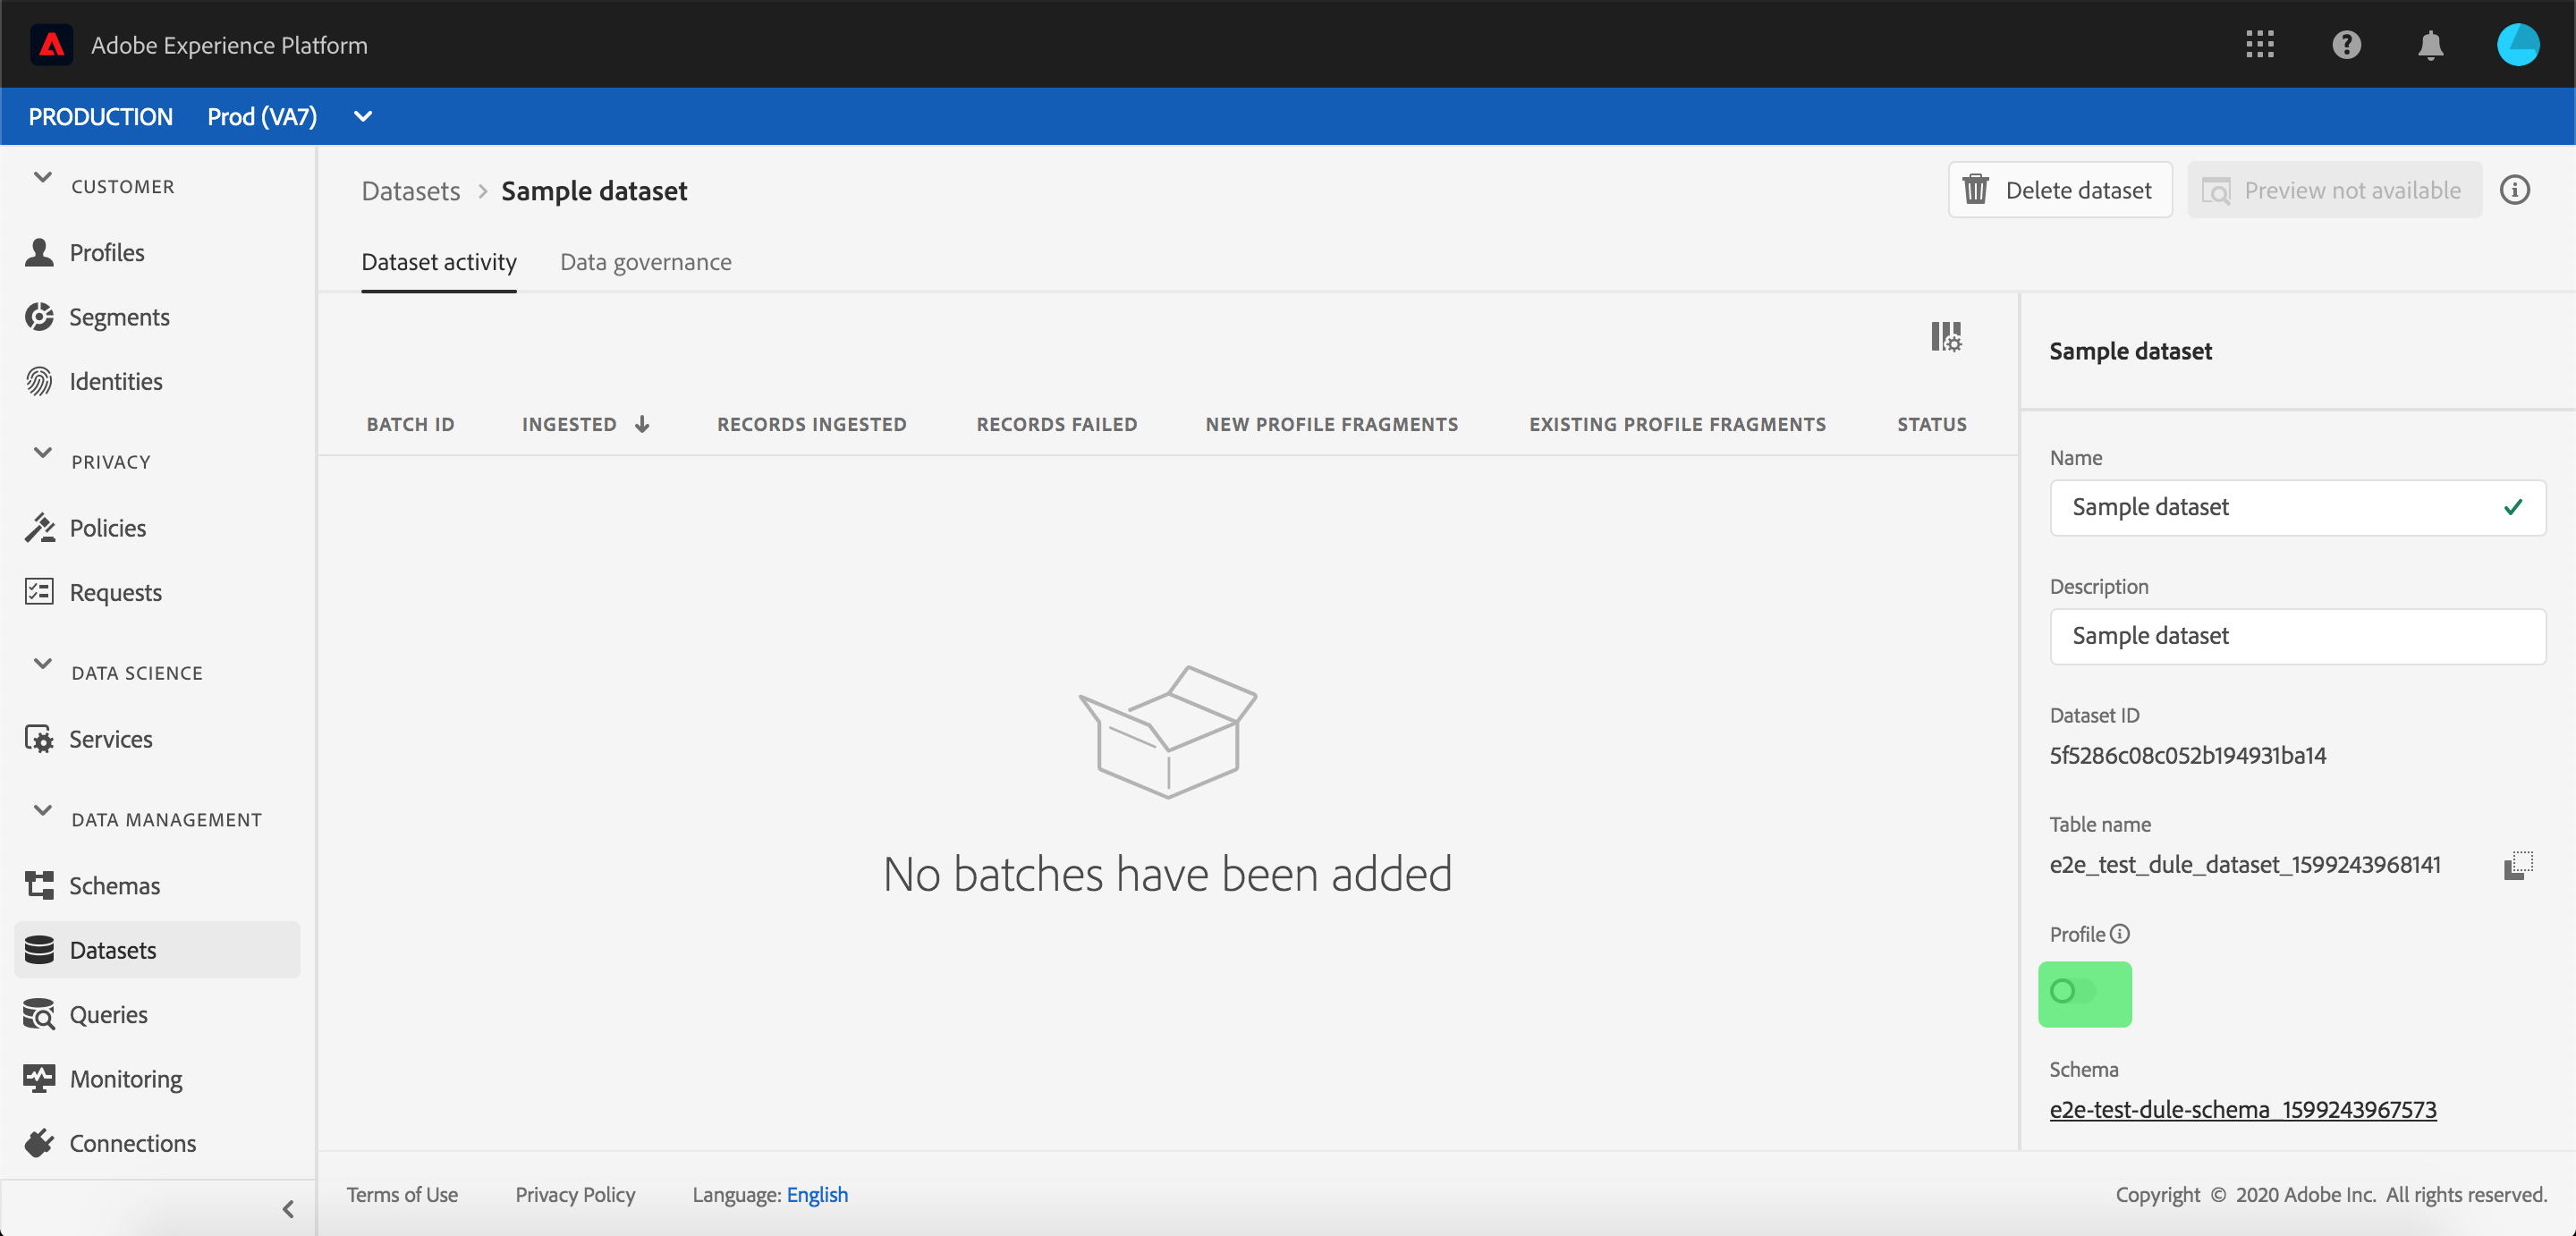 Adobe Experience Platform
PRODUCTION Prod (VA7)
CUSTOMER
Profiles
Segments
Identities
PRIVACY
Policies
Requests
DATA SCIENCE
Services
DATA MANAGEMENT
Schemas
Datasets
Queries
Monitoring
Connections
Datasets > Sample dataset
Delete dataset
Preview not available
Dataset activity Data governance
BATCH ID INGESTED RECORDS INGESTED RECORDS FAILED NEW PROFILE FRAGMENTS EXISTING PROFILE FRAGMENTS STATUS
No batches have been added
Sample dataset
Name
Sample dataset
Description
Sample dataset
Dataset ID
5f5286c08c052b194931ba14
Table name
e2e_test_dule_dataset_1599243968141
Profile
Schema
e2e-test-dule-schema_1599243967573
Terms of Use Privacy Policy Language: English
Copyright © 2020 Adobe Inc. All rights reserved.